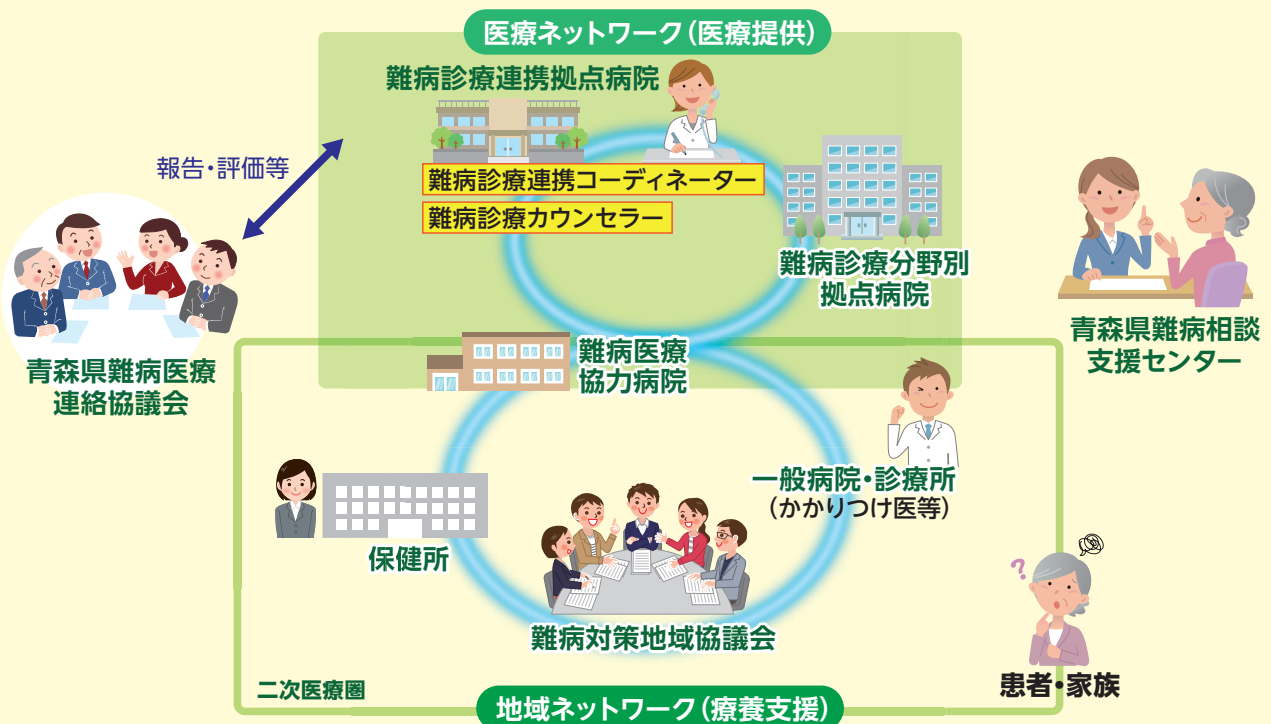 医療ネットワーク（医療提供）
難病診療連携拠点病院
難病診療連携コーディネーター
難病診療カウンセラー
報告・評価等
難病診療分野別
拠点病院
青森県難病医療
連絡協議会
難病医療
協力病院
青森県難病相談
支援センター
一般病院・診療所
（かかりつけ医等）
保健所
難病対策地域協議会
?
患者・家族
二次医療圏
地域ネットワーク（療養支援）